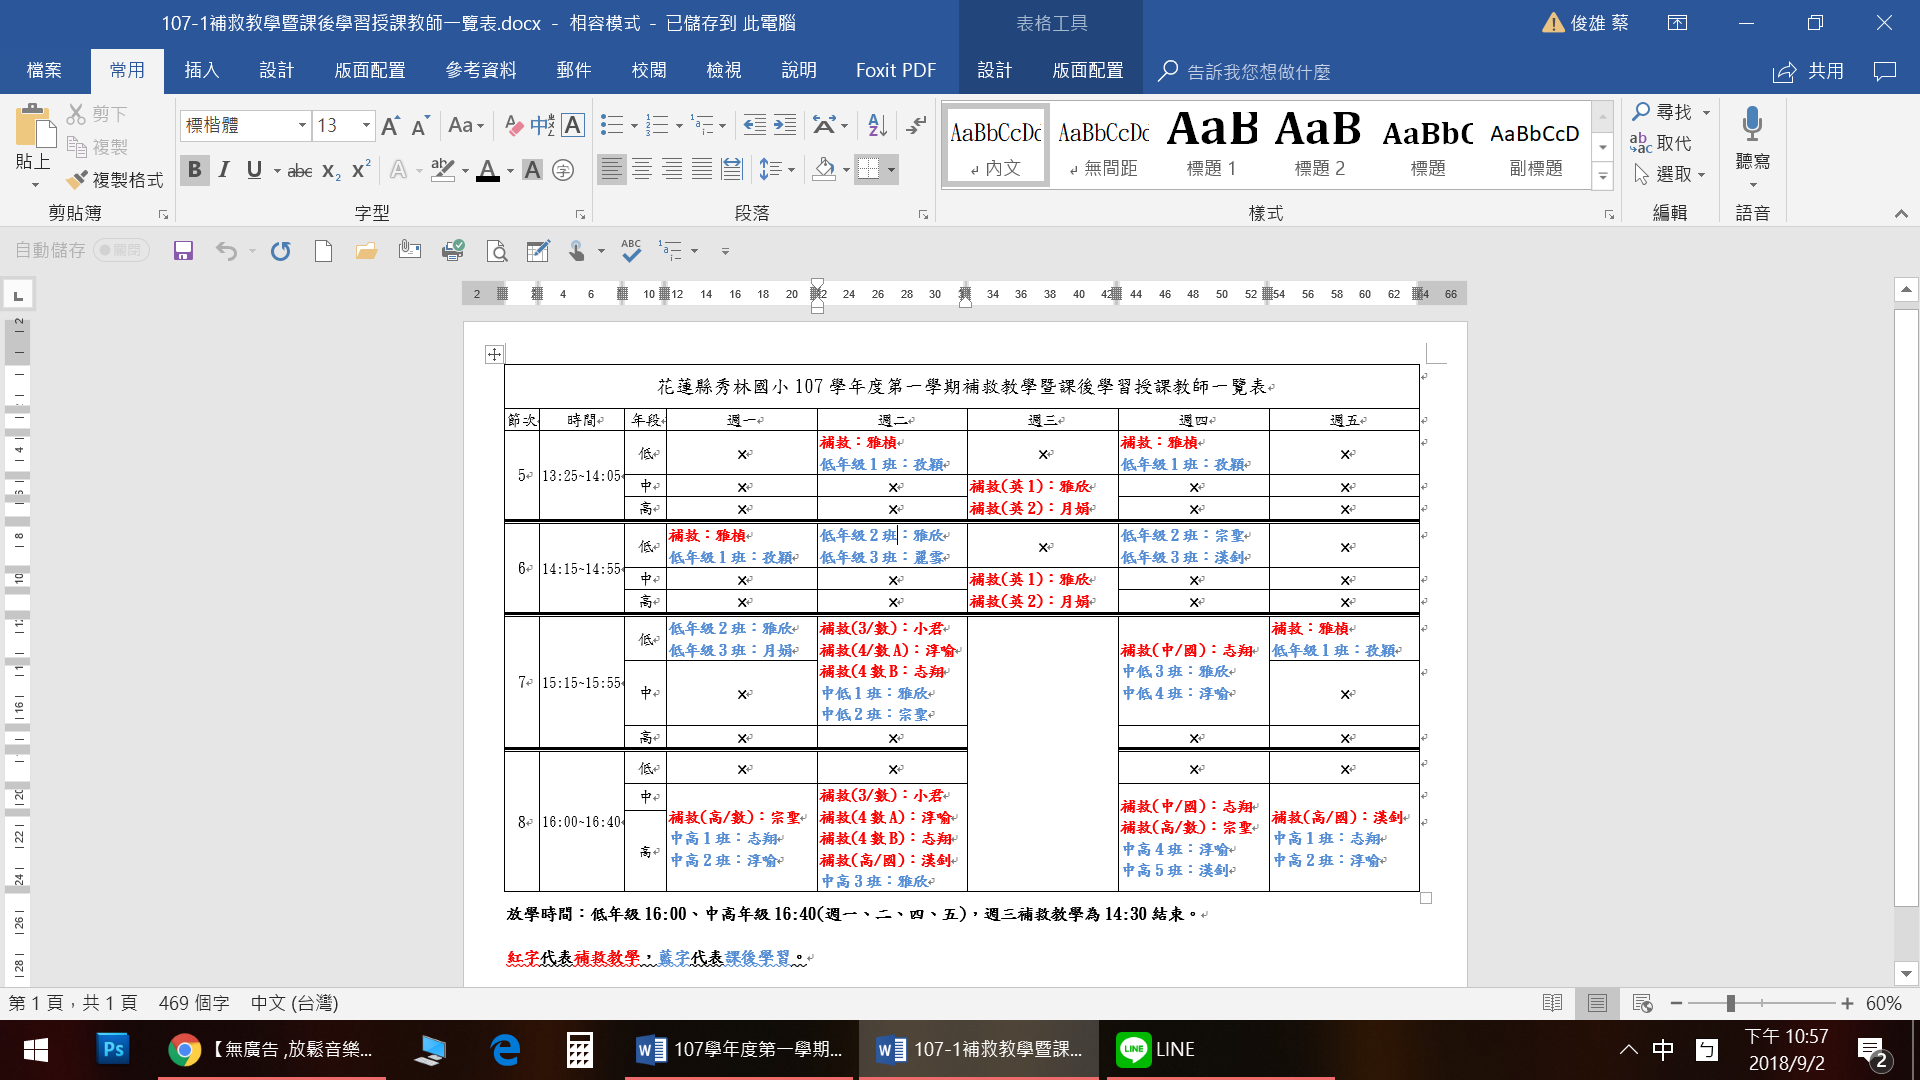 107-1補救教學暨課後學習授課教師一覽表.docx - 相容模式 - 已儲存到 此電腦
表格工具
俊雄 蔡
檔案 常用 插入 設計 版面配置 參考資料 郵件 校閱 檢視 說明 Foxit PDF 設計 版面配置 告訴我您想做什麼 共用
貼上 剪下 複製 複製格式
標楷體 13
AaBbCcDc AaBbCcDc AaB AaB AaBbC AaBbCcD
內文 無間距 標題 1 標題 2 標題 副標題
尋找 取代 選取
聽寫
剪貼簿 字型 段落 樣式 編輯 語音
自動儲存 關閉
花蓮縣秀林國小 107 學年度第一學期補救教學暨課後學習授課教師一覽表
節次 時間 年段 週一 週二 週三 週四 週五
5 13:25~14:05
低 × 補救：雅楨 × 補救：雅楨 ×
低年級 1 班：孜穎 低年級 1 班：孜穎
中 × × 補救(英 1)：雅欣 × ×
高 × × 補救(英 2)：月娟 × ×
6 14:15~14:55
低 補救：雅楨 低年級 2 班：雅欣 × 低年級 2 班：宗聖 ×
低年級 1 班：孜穎 低年級 3 班：麗雪 低年級 3 班：漢釗
中 × × 補救(英 1)：雅欣 × ×
高 × × 補救(英 2)：月娟 × ×
7 15:15~15:55
低 低年級 2 班：雅欣 補救(3/數)：小君 補救：雅楨
低年級 3 班：月娟 補救(4/數 A)：淳喻 補救(中/國)：志翔 低年級 1 班：孜穎
中 × 補救(4 數 B：志翔 中低 3 班：雅欣 ×
中低 1 班：雅欣 中低 4 班：淳喻
中低 2 班：宗聖
高 × × × ×
8 16:00~16:40
低 × × × ×
中 補救(3/數)：小君
補救(高/數)：宗聖 補救(4 數 A)：淳喻 補救(中/國)：志翔 補救(高/國)：漢釗
高 中高 1 班：志翔 補救(4 數 B)：志翔 補救(高/數)：宗聖 中高 1 班：志翔
中高 2 班：淳喻 補救(高/國)：漢釗 中高 4 班：淳喻 中高 2 班：淳喻
中高 3 班：雅欣 中高 5 班：漢釗
放學時間：低年級 16:00、中高年級 16:40(週一、二、四、五)，週三補救教學為 14:30 結束。
紅字代表補救教學，藍字代表課後學習。
第 1 頁，共 1 頁 469 個字 中文 (台灣) 60%
【無廣告 ,放鬆音樂... 107學年度第一學期... 107-1補救教學暨課... LINE
中 下午 10:57
2018/9/2 2